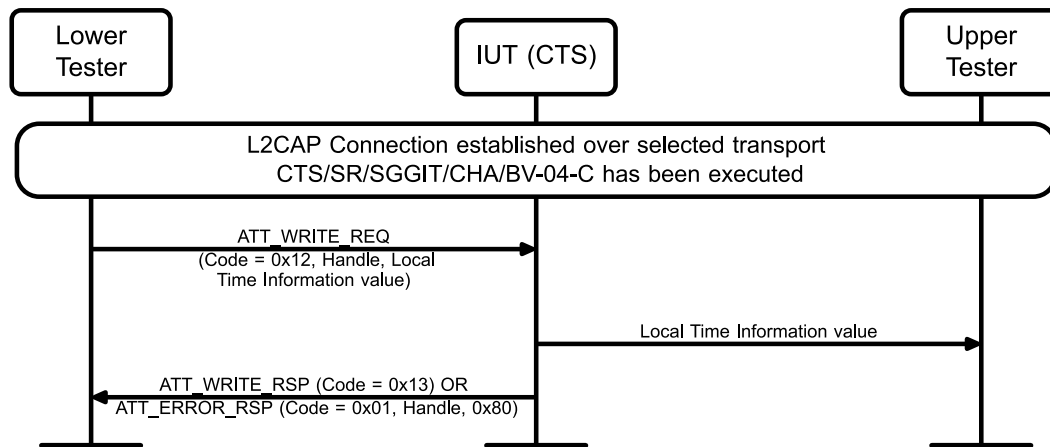 Lower
Tester
IUT (CTS)
Upper
Tester
L2CAP Connection established over selected transport
CTS/SR/SGGIT/CHA/BV-04-C has been executed
ATT_WRITE_REQ
(Code = 0x12, Handle, Local
Time Information value)
Local Time Information value
ATT_WRITE_RSP (Code = 0x13) OR
ATT_ERROR_RSP (Code = 0x01, Handle, 0x80)